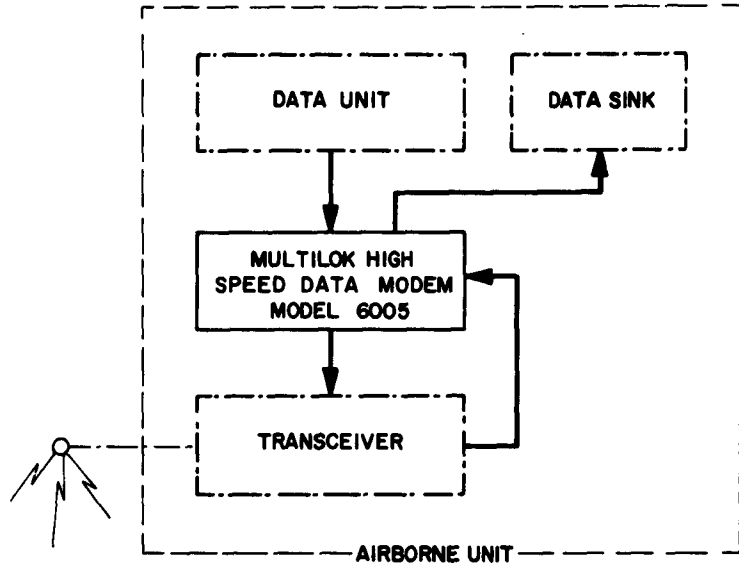 DATA UNIT
DATA SINK
MULTILOK HIGH
SPEED DATA MODEM
MODEL 6005
TRANSCEIVER
AIRBORNE UNIT